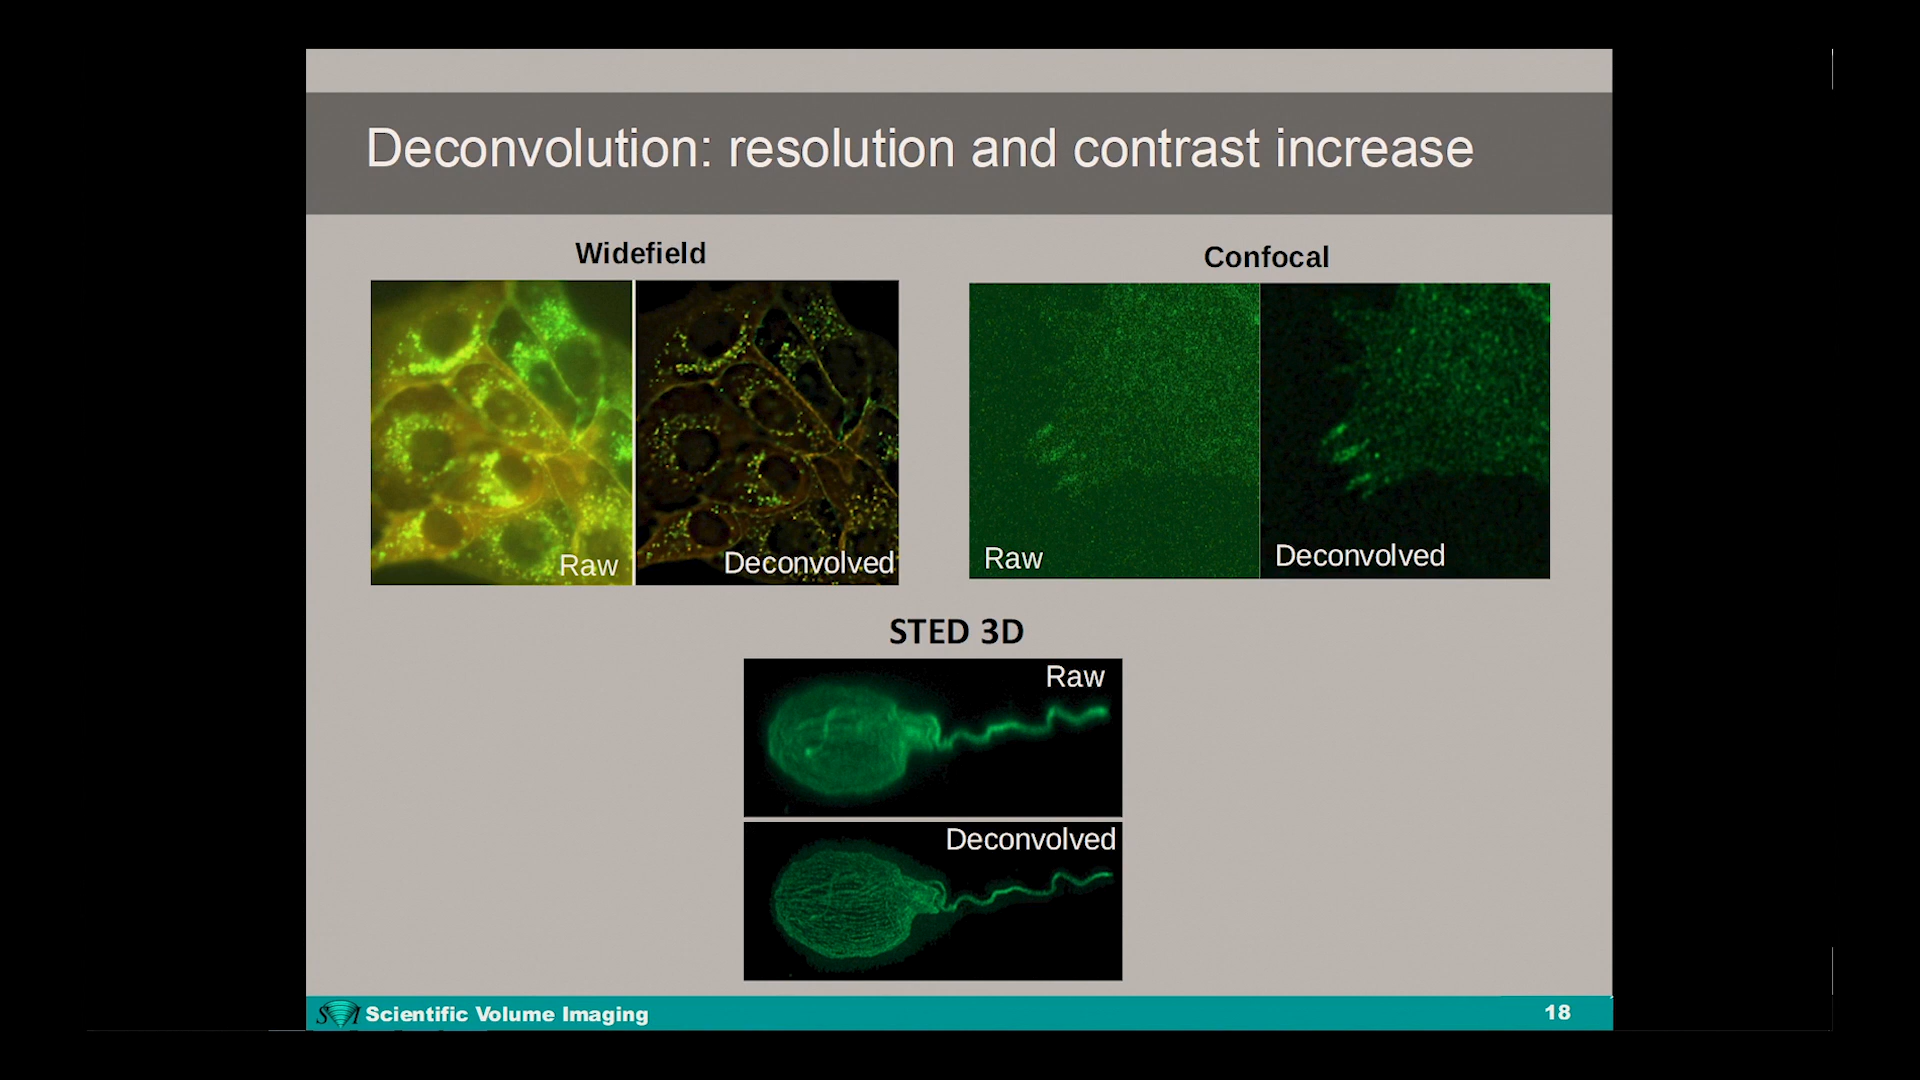 Deconvolution: resolution and contrast increase
Widefield
Confocal
Raw
Deconvolved
Raw
Deconvolved
STED 3D
Raw
Deconvolved
SVI Scientific Volume Imaging
18